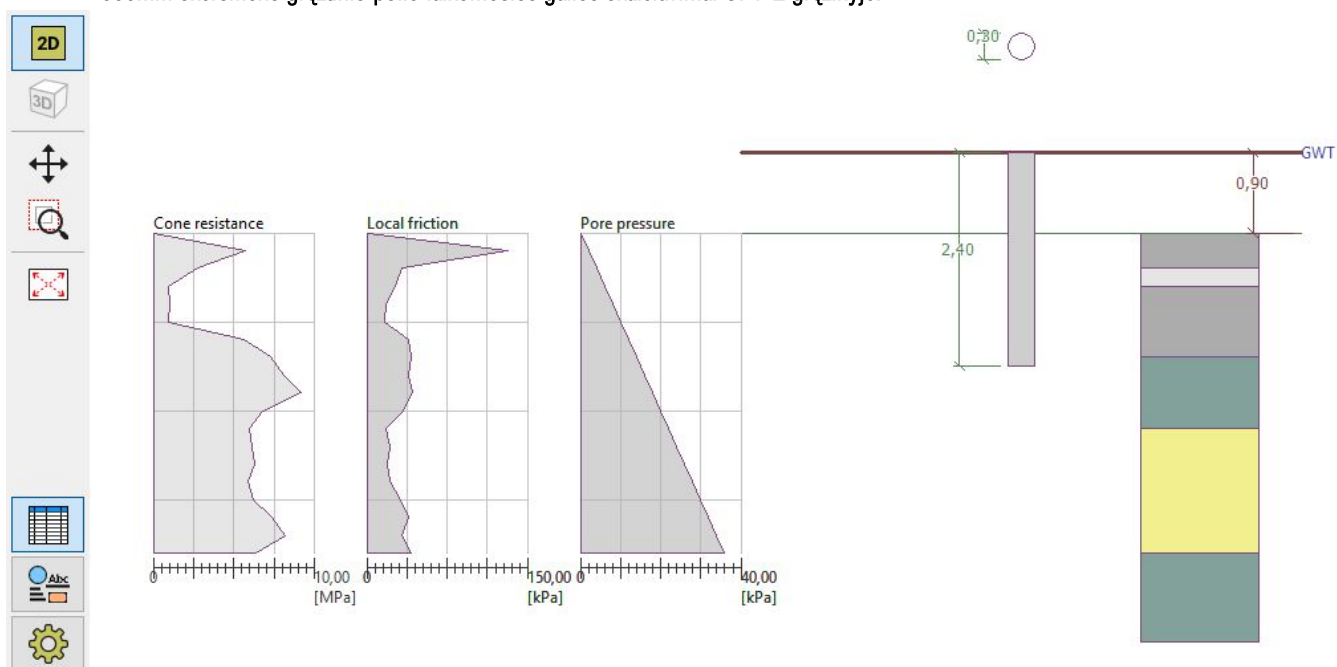 2D
0,30
3D
GWT
0,90
Cone resistance Local friction Pore pressure
2,40
0 10,00 0 150,00 0 40,00
[MPa] [kPa] [kPa]
Abc